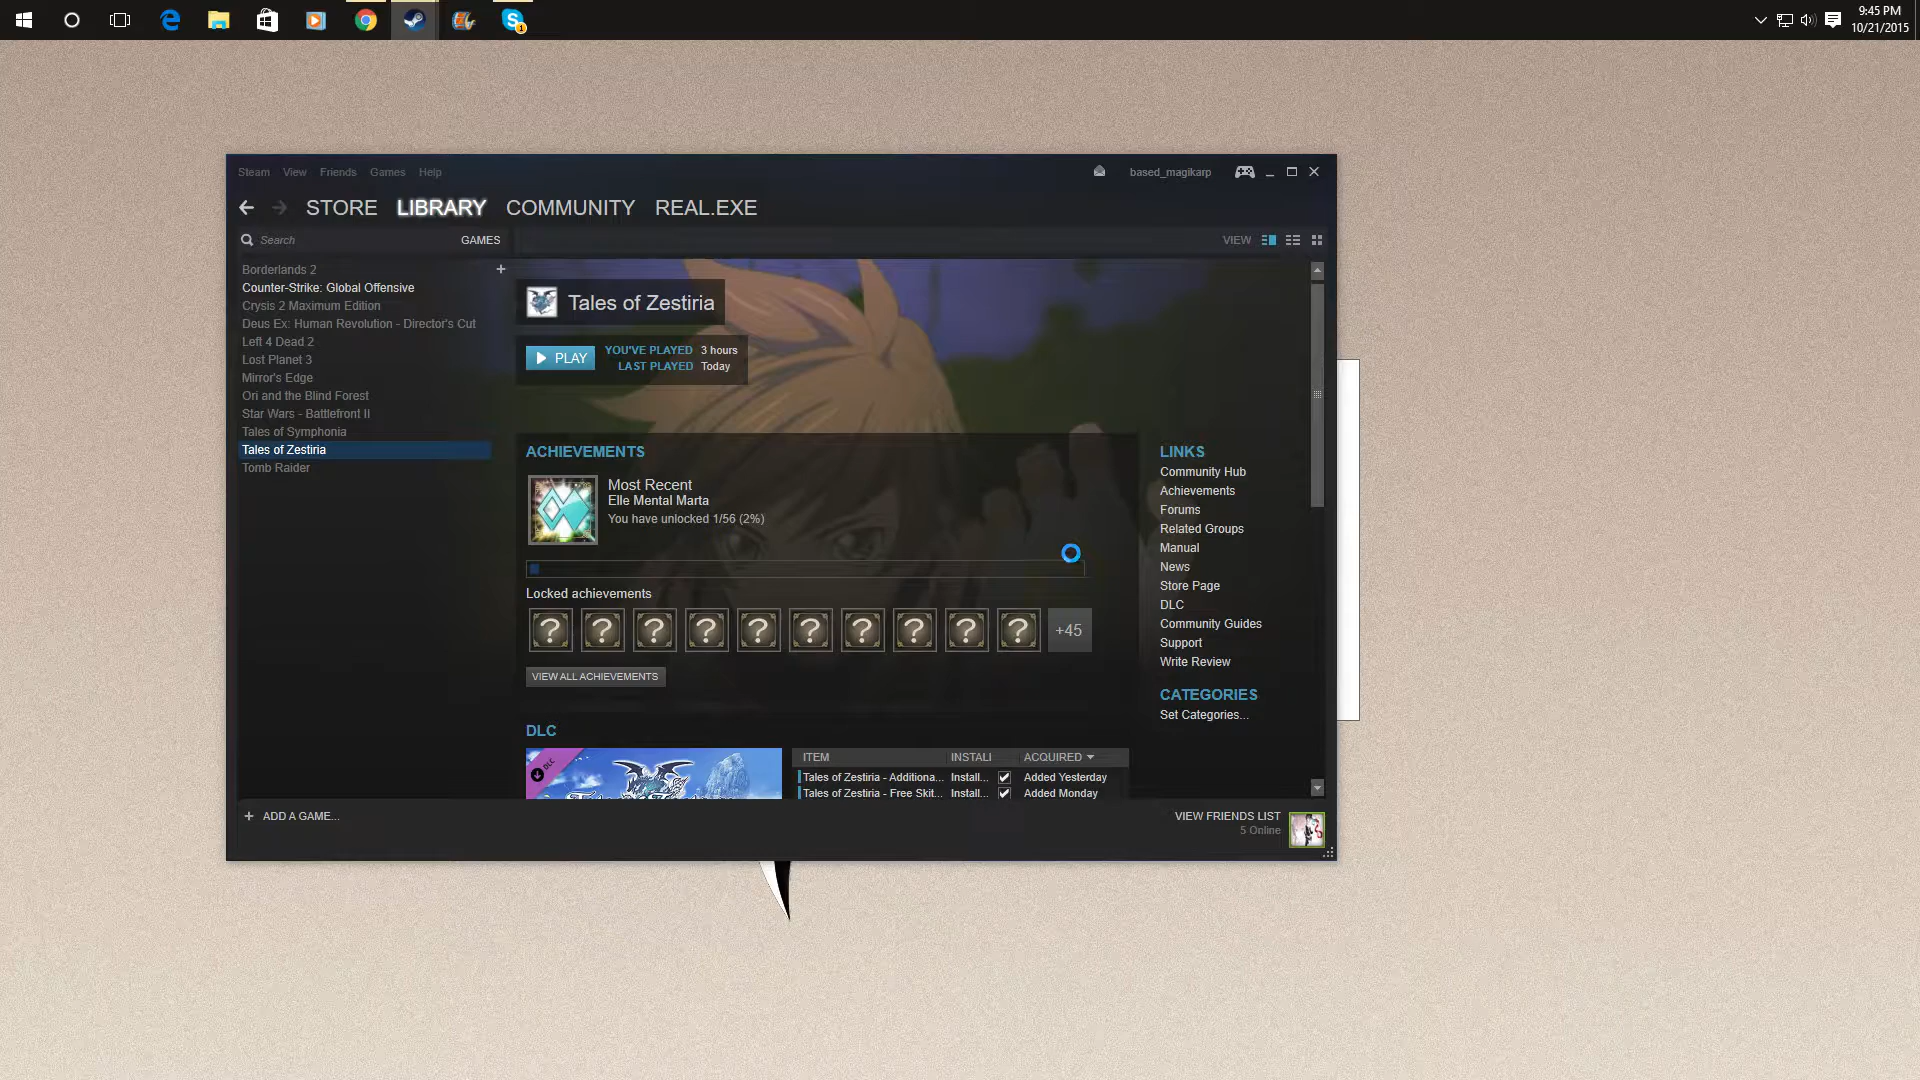 9:45 PM
10/21/2015
1
Steam View Friends Games Help
based_magikarp
STORE LIBRARY COMMUNITY REAL.EXE
Search
GAMES
VIEW
Borderlands 2
Counter-Strike: Global Offensive
Crysis 2 Maximum Edition
Deus Ex: Human Revolution - Director's Cut
Left 4 Dead 2
Lost Planet 3
Mirror's Edge
Ori and the Blind Forest
Star Wars - Battlefront II
Tales of Symphonia
Tales of Zestiria
Tomb Raider
Tales of Zestiria
PLAY
YOU'VE PLAYED 3 hours
LAST PLAYED Today
ACHIEVEMENTS
Most Recent
Elle Mental Marta
You have unlocked 1/56 (2%)
Locked achievements
? ? ? ? ? ? ? ? ? ? +45
VIEW ALL ACHIEVEMENTS
LINKS
Community Hub
Achievements
Forums
Related Groups
Manual
News
Store Page
DLC
Community Guides
Support
Write Review
CATEGORIES
Set Categories...
DLC
DLC
ITEM INSTALI ACQUIRED
Tales of Zestiria - Additiona... Install... Added Yesterday
Tales of Zestiria - Free Skit... Install... Added Monday
+ ADD A GAME...
VIEW FRIENDS LIST
5 Online